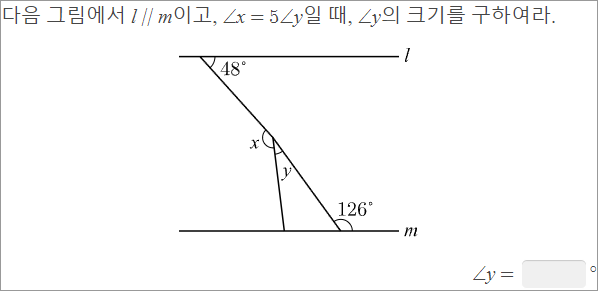 다음 그림에서 l // m이고, ∠x = 5∠y일 때, ∠y의 크기를 구하여라.
l
48°
x
y
126°
m
∠y = °